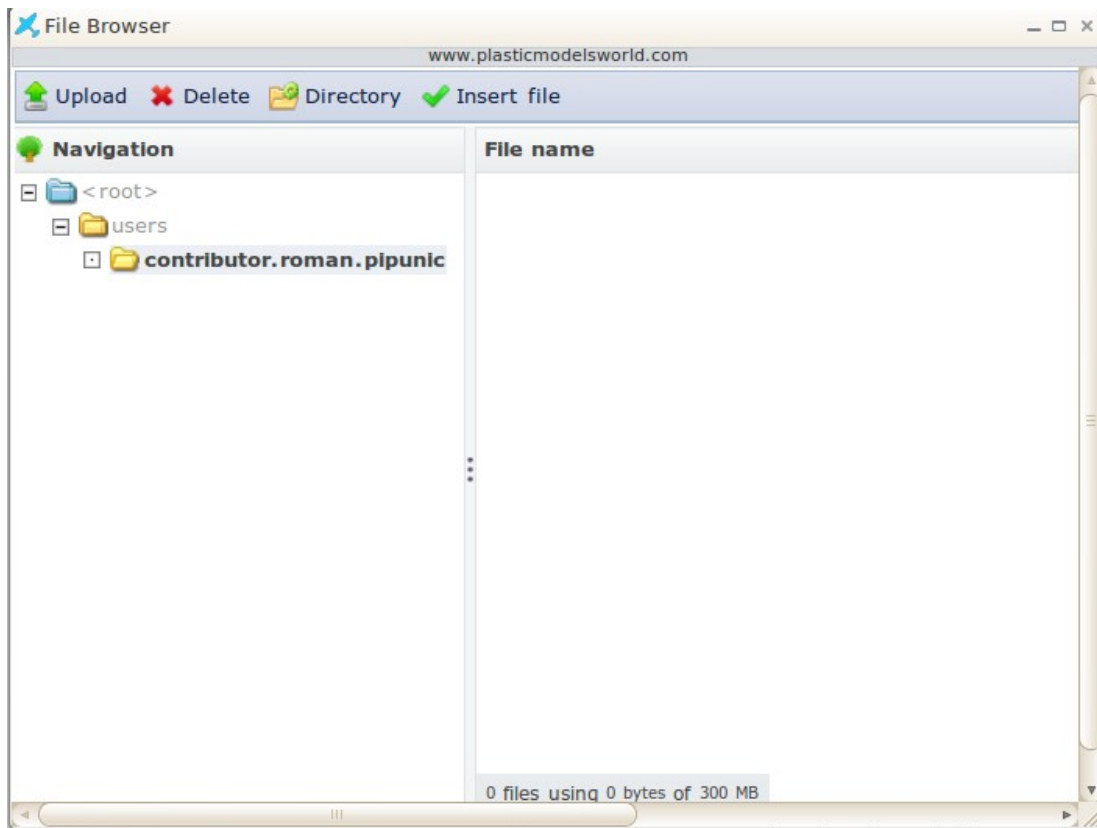 File Browser
www.plasticmodelsworld.com
Upload Delete Directory Insert file
Navigation
File name
<root>
users
contributor.roman.pipunic
0 files using 0 bytes of 300 MB